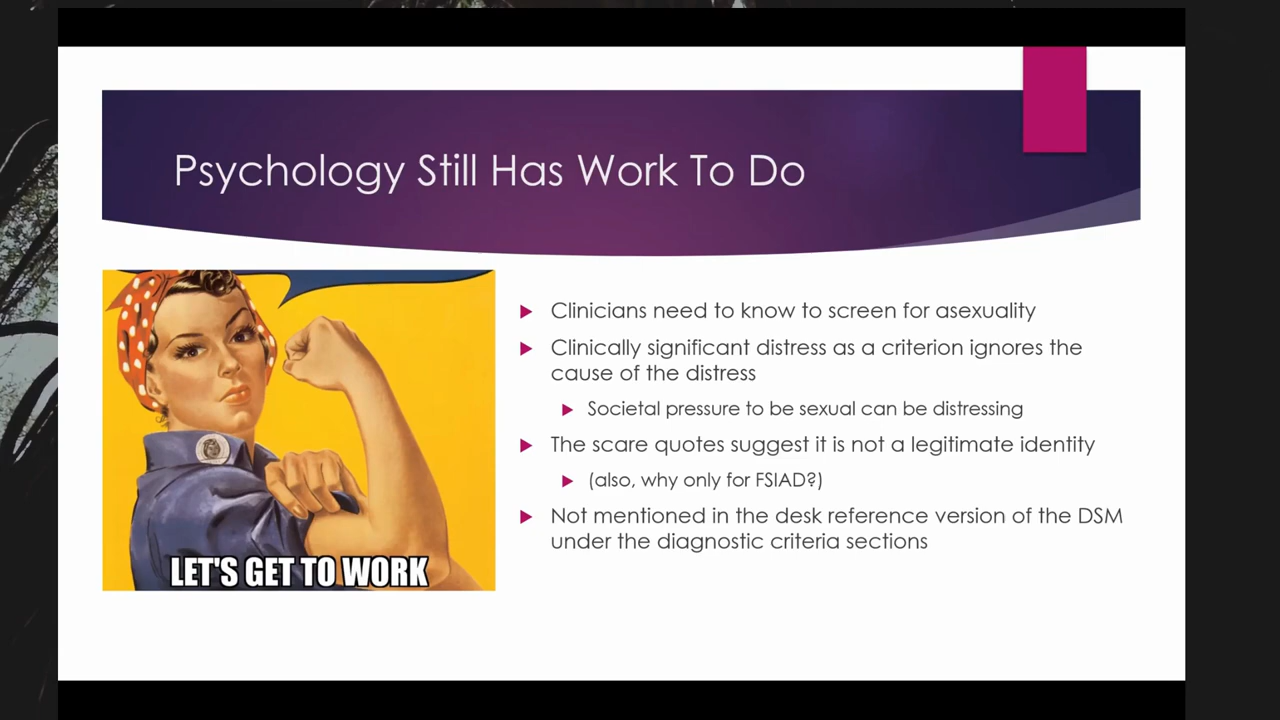 Psychology Still Has Work To Do
LET'S GET TO WORK
Clinicians need to know to screen for asexuality
Clinically significant distress as a criterion ignores the
cause of the distress
Societal pressure to be sexual can be distressing
The scare quotes suggest it is not a legitimate identity
(also, why only for FSIAD?)
Not mentioned in the desk reference version of the DSM
under the diagnostic criteria sections